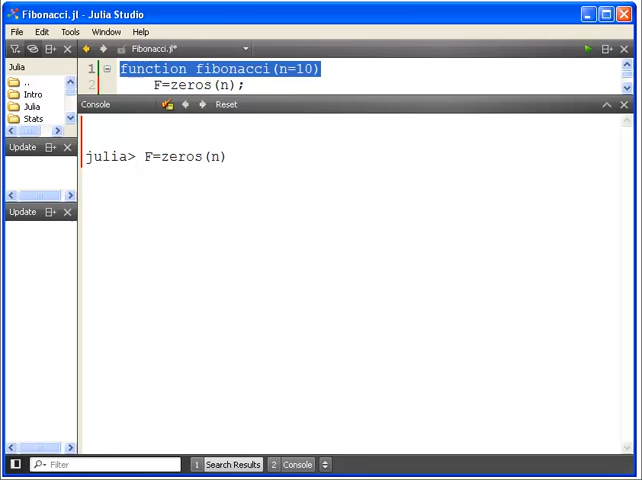 Fibonacci.jl - Julia Studio
File Edit Tools Window Help
Fibonacci.jl*
Julia
1 function fibonacci(n=10)
2 F=zeros(n);
..
Intro
Julia
Stats
Console Reset
Update
julia> F=zeros(n)
Update
Filter 1 Search Results 2 Console